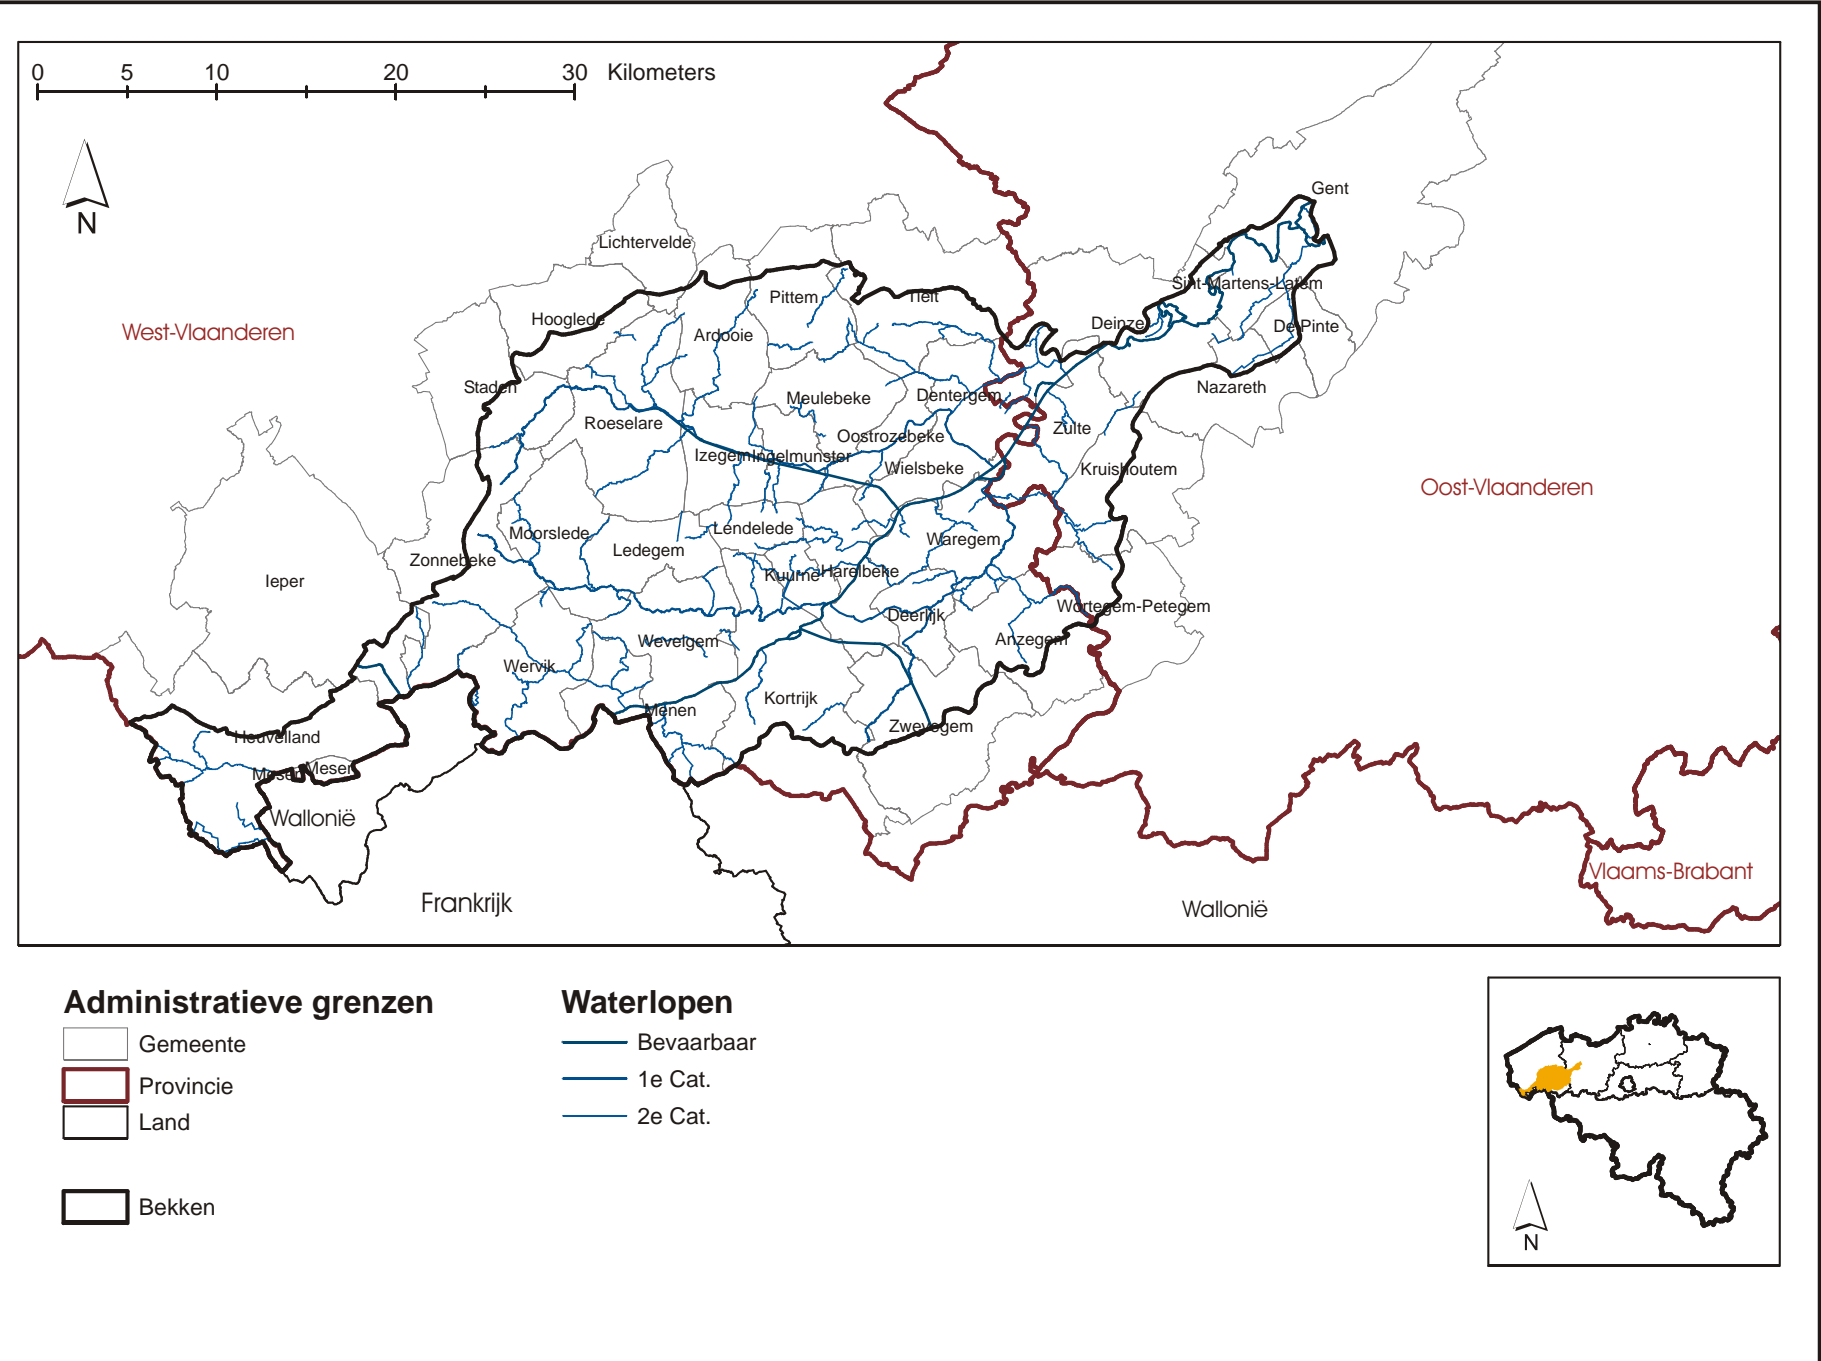 0 5 10 20 30 Kilometers
N
Gent
Lichtervelde
Sint-Martens-Latem
Pittem
Tielt
Hooglede
Deinze
De Pinte
West-Vlaanderen
Ardooie
Staden
Nazareth
Meulebeke
Dentergem
Roeselare
Zulte
Oostrozebeke
Izegem
Ingelmunster
Wielsbeke
Kruishoutem
Oost-Vlaanderen
Moorslede
Lendelede
Waregem
Ledegem
Zonnebeke
Kuurne
Harelbeke
Ieper
Wortegem-Petegem
Deerlijk
Wevelgem
Anzegem
Wervik
Kortrijk
Menen
Zwevegem
Heuvelland
Mesen
Mesen
Wallonië
Vlaams-Brabant
Frankrijk
Wallonië
Administratieve grenzen
Gemeente
Provincie
Land
Bekken
Waterlopen
Bevaarbaar
1e Cat.
2e Cat.
N